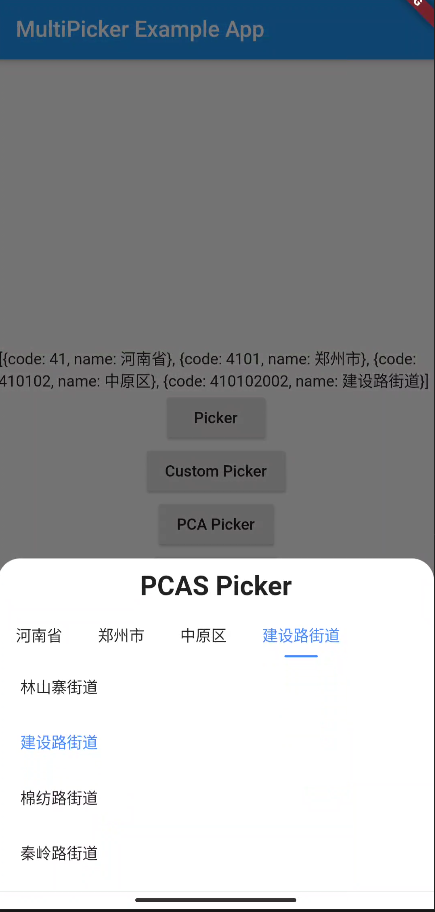 MultiPicker Example App
[{code: 41, name: 河南省}, {code: 4101, name: 郑州市}, {code:
410102, name: 中原区}, {code: 410102002, name: 建设路街道}]
Picker
Custom Picker
PCA Picker
PCAS Picker
河南省 郑州市 中原区 建设路街道
林山寨街道
建设路街道
棉纺路街道
秦岭路街道